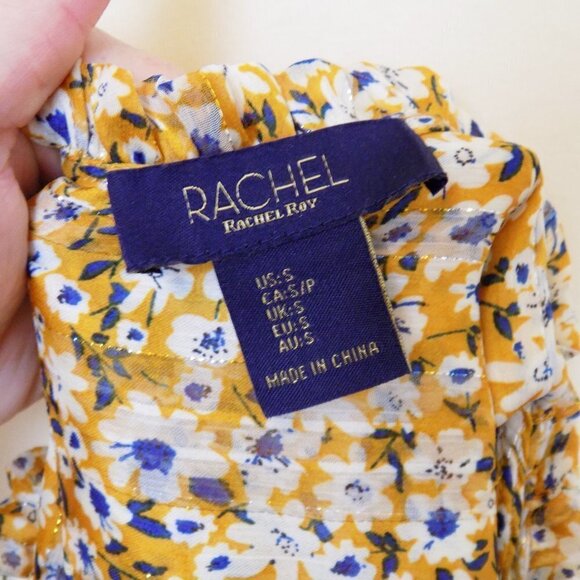 RACHEL
RACHEL ROY
US:S
CA:S/P
UK:S
EU:S
AU:S
MADE IN CHINA